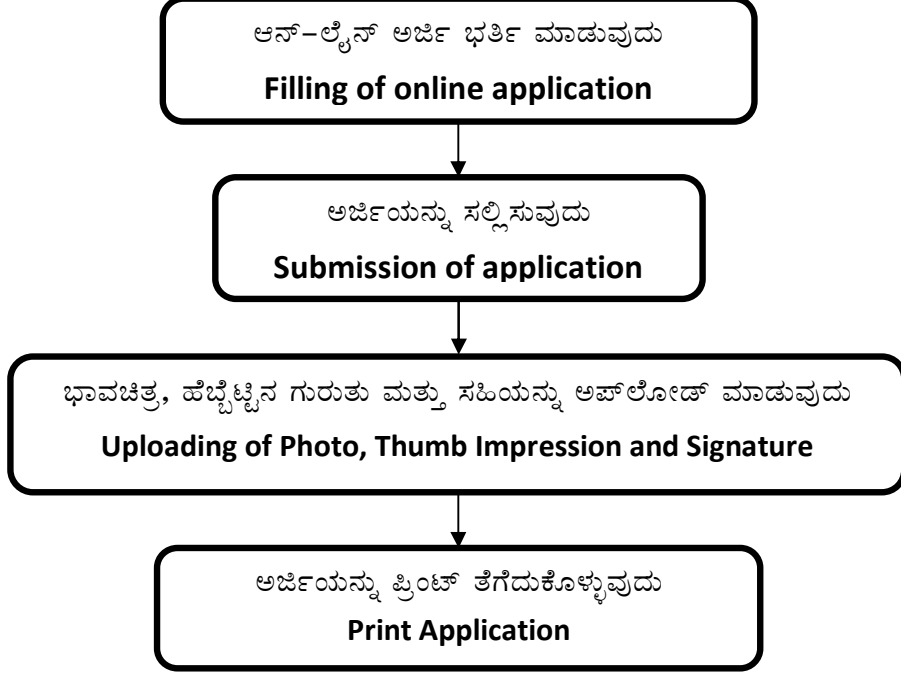 ಆನ್-ಲೈನ್ ಅರ್ಜಿ ಭರ್ತಿ ಮಾಡುವುದು
Filling of online application
ಅರ್ಜಿಯನ್ನು ಸಲ್ಲಿಸುವುದು
Submission of application
ಭಾವಚಿತ್ರ, ಹೆಬ್ಬೆಟ್ಟಿನ ಗುರುತು ಮತ್ತು ಸಹಿಯನ್ನು ಅಪ್‌ಲೋಡ್ ಮಾಡುವುದು
Uploading of Photo, Thumb Impression and Signature
ಅರ್ಜಿಯನ್ನು ಪ್ರಿಂಟ್ ತೆಗೆದುಕೊಳ್ಳುವುದು
Print Application